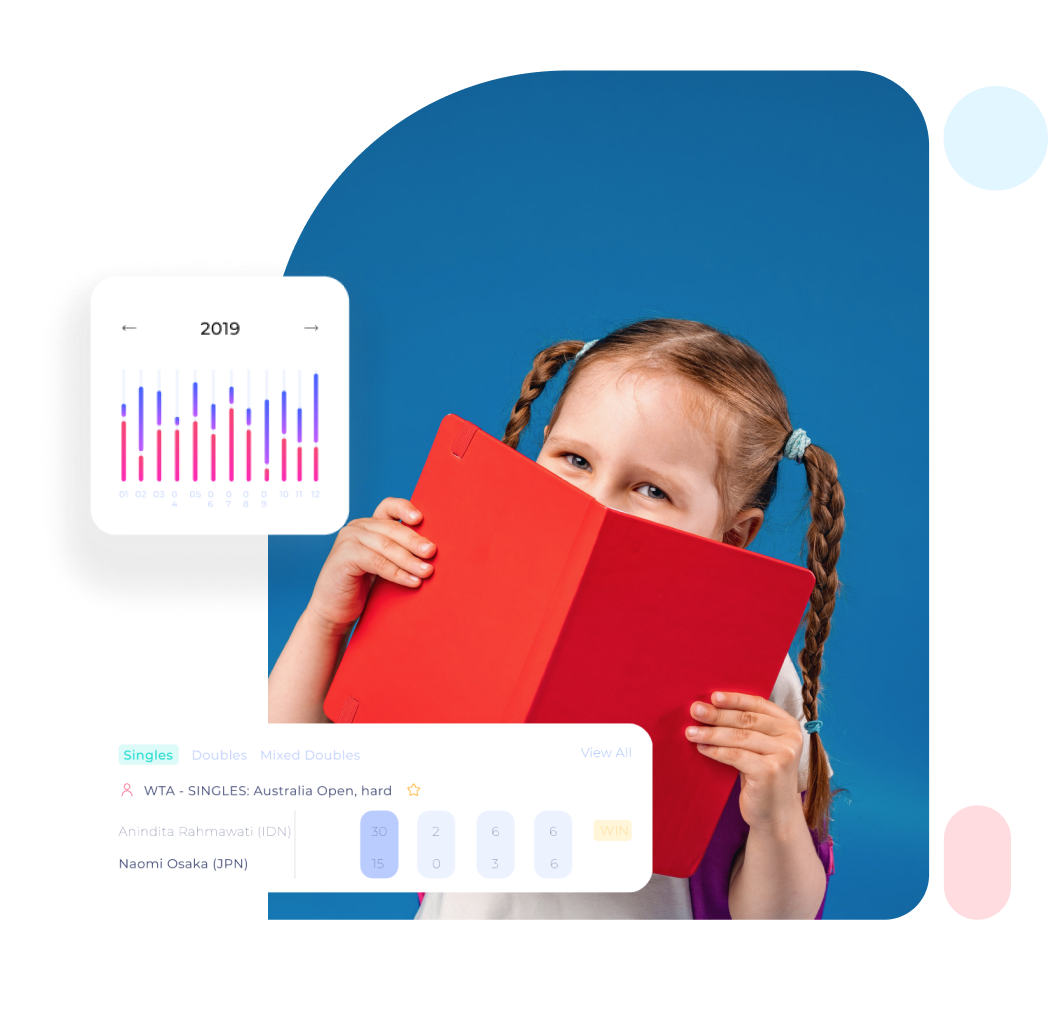 ← 2019 →
01 02 03 04 05 06 07 08 09 10 11 12
Singles Doubles Mixed Doubles View All
WTA - SINGLES: Australia Open, hard
Anindita Rahmawati (IDN) 30 2 6 6 WIN
Naomi Osaka (JPN) 15 0 3 6